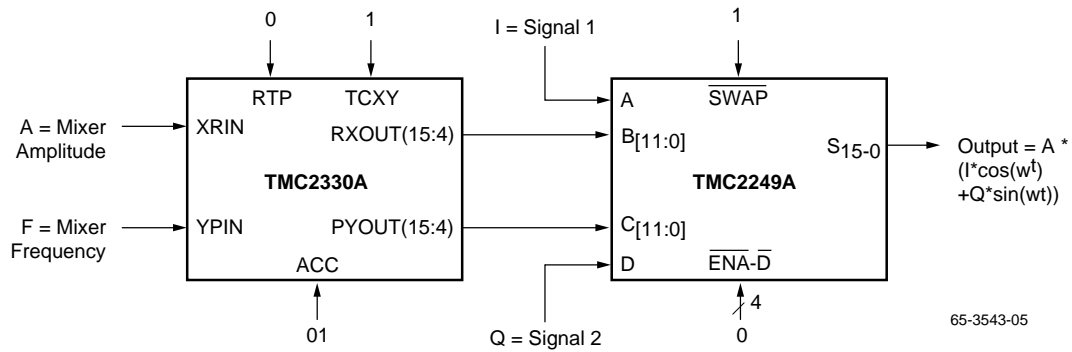 0
1
I = Signal 1
1
RTP
TCXY
A
SWAP
A = Mixer
Amplitude
XRIN
RXOUT(15:4)
B[11:0]
S15-0
Output = A *
(I*cos(wt)
+Q*sin(wt))
TMC2330A
TMC2249A
F = Mixer
Frequency
YPIN
PYOUT(15:4)
C[11:0]
ACC
D
ENA-D
4
01
Q = Signal 2
0
65-3543-05